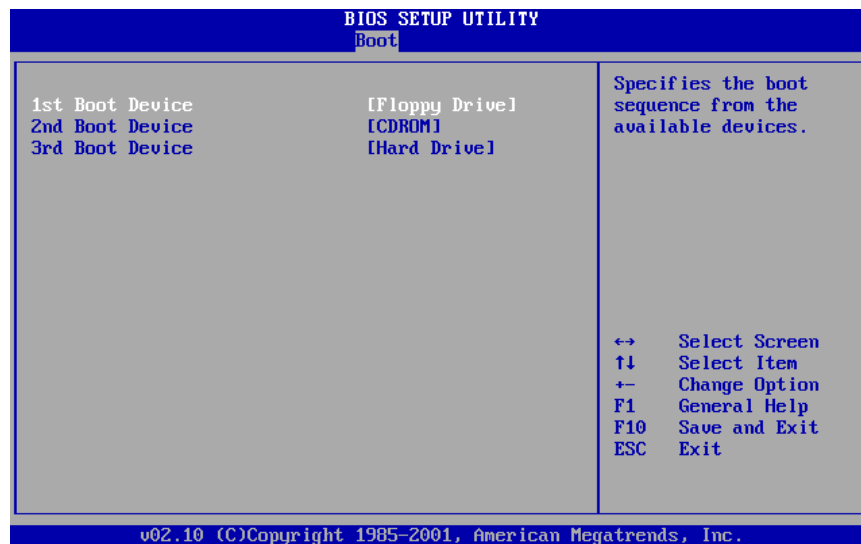 BIOS SETUP UTILITY
Boot
1st Boot Device [Floppy Drive]
2nd Boot Device [CDROM]
3rd Boot Device [Hard Drive]
Specifies the boot
sequence from the
available devices.
↔ Select Screen
↑↓ Select Item
+- Change Option
F1 General Help
F10 Save and Exit
ESC Exit
v02.10 (C)Copyright 1985-2001, American Megatrends, Inc.